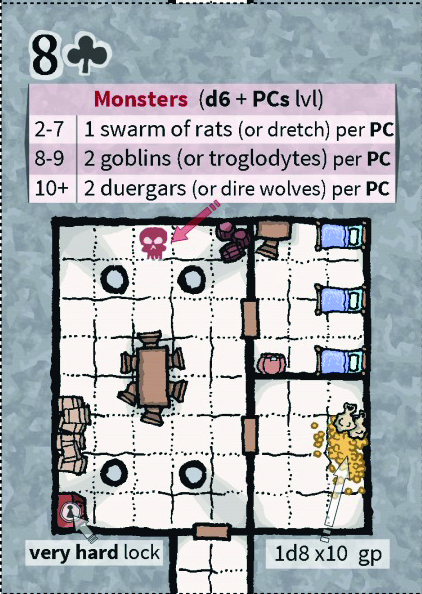 8♣
Monsters (d6 + PCs lvl)
2-7 1 swarm of rats (or dretch) per PC
8-9 2 goblins (or troglodytes) per PC
10+ 2 duergars (or dire wolves) per PC
very hard lock
1d8 x10 gp